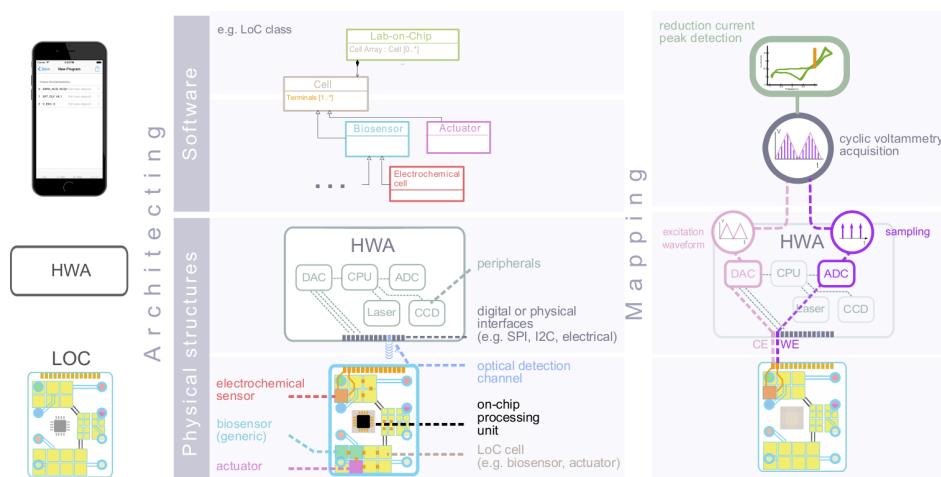 e.g. LoC class
Lab-on-Chip
Cell Array : Cell [0..*]
Cell
Terminals [1..*]
Biosensor
Actuator
Electrochemical
cell
...
Architecting
Software
Physical structures
HWA
LOC
HWA
DAC
CPU
ADC
Laser
CCD
peripherals
digital or physical
interfaces
(e.g. SPI, I2C, electrical)
optical detection
channel
electrochemical
sensor
biosensor
(generic)
actuator
on-chip
processing
unit
LoC cell
(e.g. biosensor, actuator)
Mapping
reduction current
peak detection
V
t
cyclic voltammetry
acquisition
excitation
waveform
V
t
HWA
t
sampling
DAC
CPU
ADC
Laser
CCD
CE
WE
New Program